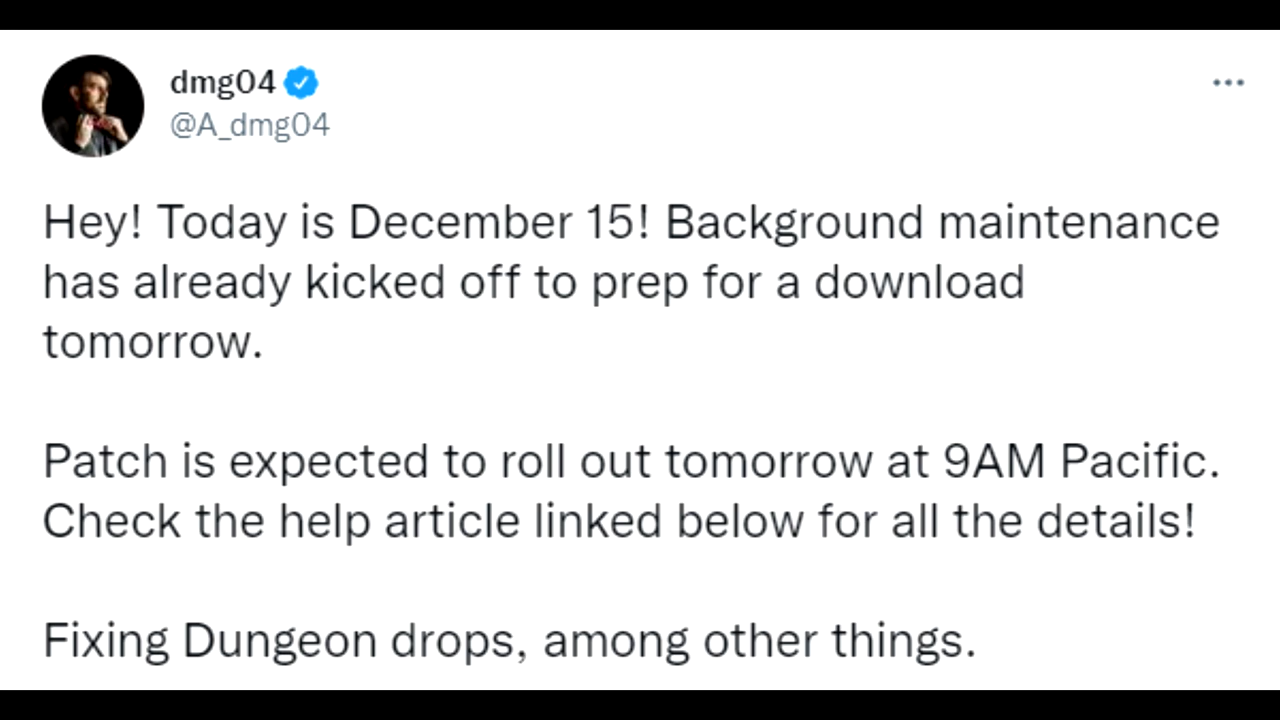 dmg04
@A_dmg04
Hey! Today is December 15! Background maintenance
has already kicked off to prep for a download
tomorrow.
Patch is expected to roll out tomorrow at 9AM Pacific.
Check the help article linked below for all the details!
Fixing Dungeon drops, among other things.